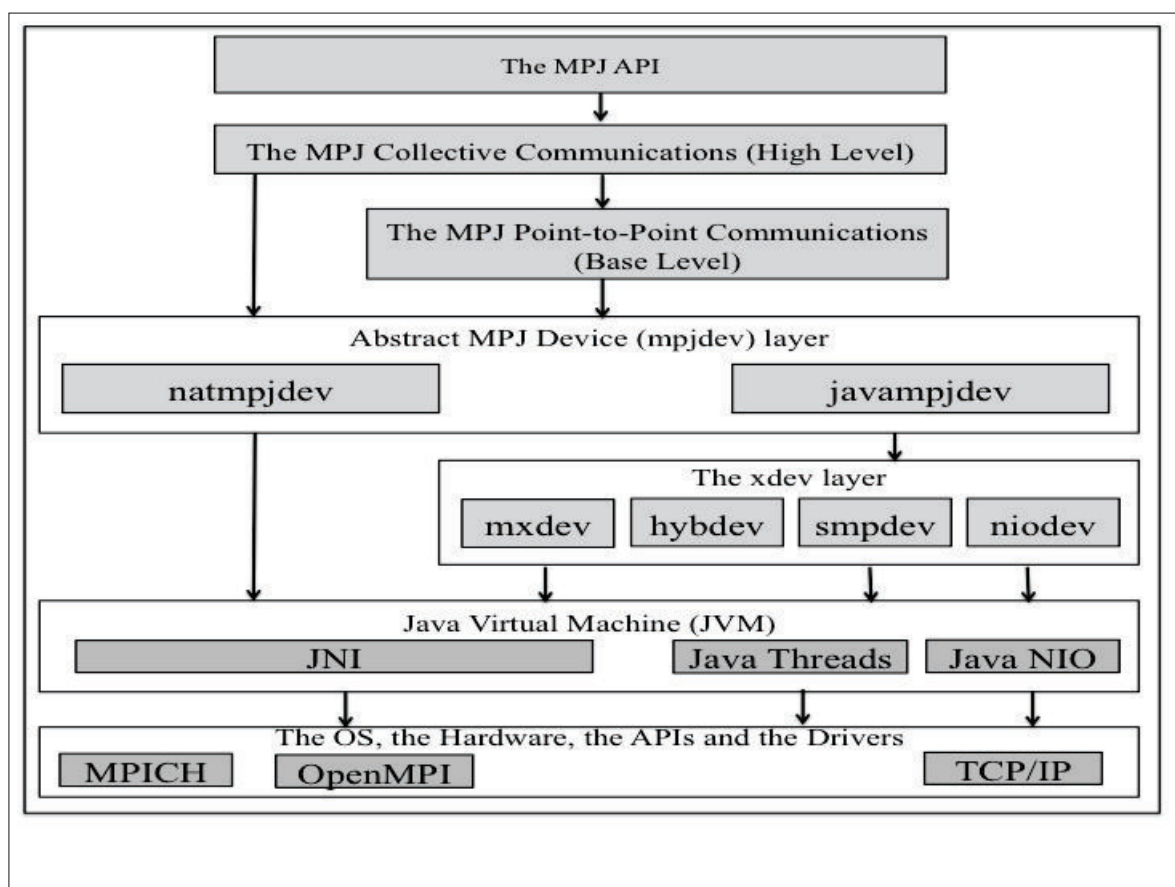 The MPJ API
The MPJ Collective Communications (High Level)
The MPJ Point-to-Point Communications
(Base Level)
Abstract MPJ Device (mpjdev) layer
natmpjdev
javampjdev
The xdev layer
mxdev
hybdev
smpdev
niodev
Java Virtual Machine (JVM)
JNI
Java Threads
Java NIO
The OS, the Hardware, the APIs and the Drivers
MPICH
OpenMPI
TCP/IP